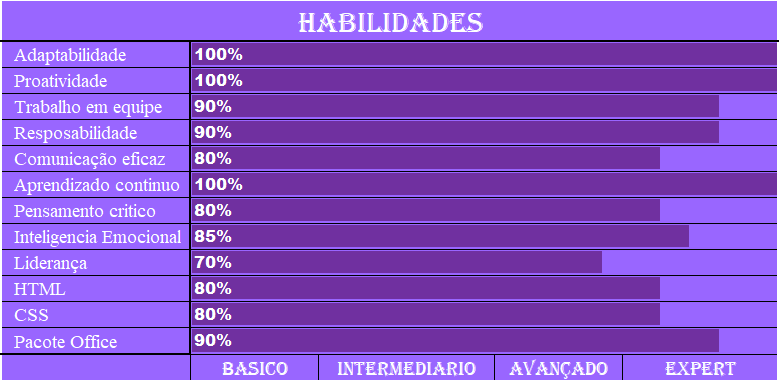 HABILIDADES
Adaptabilidade 100%
Proatividade 100%
Trabalho em equipe 90%
Resposabilidade 90%
Comunicação eficaz 80%
Aprendizado continuo 100%
Pensamento critico 80%
Inteligencia Emocional 85%
Liderança 70%
HTML 80%
CSS 80%
Pacote Office 90%
BASICO INTERMEDIARIO AVANÇADO EXPERT